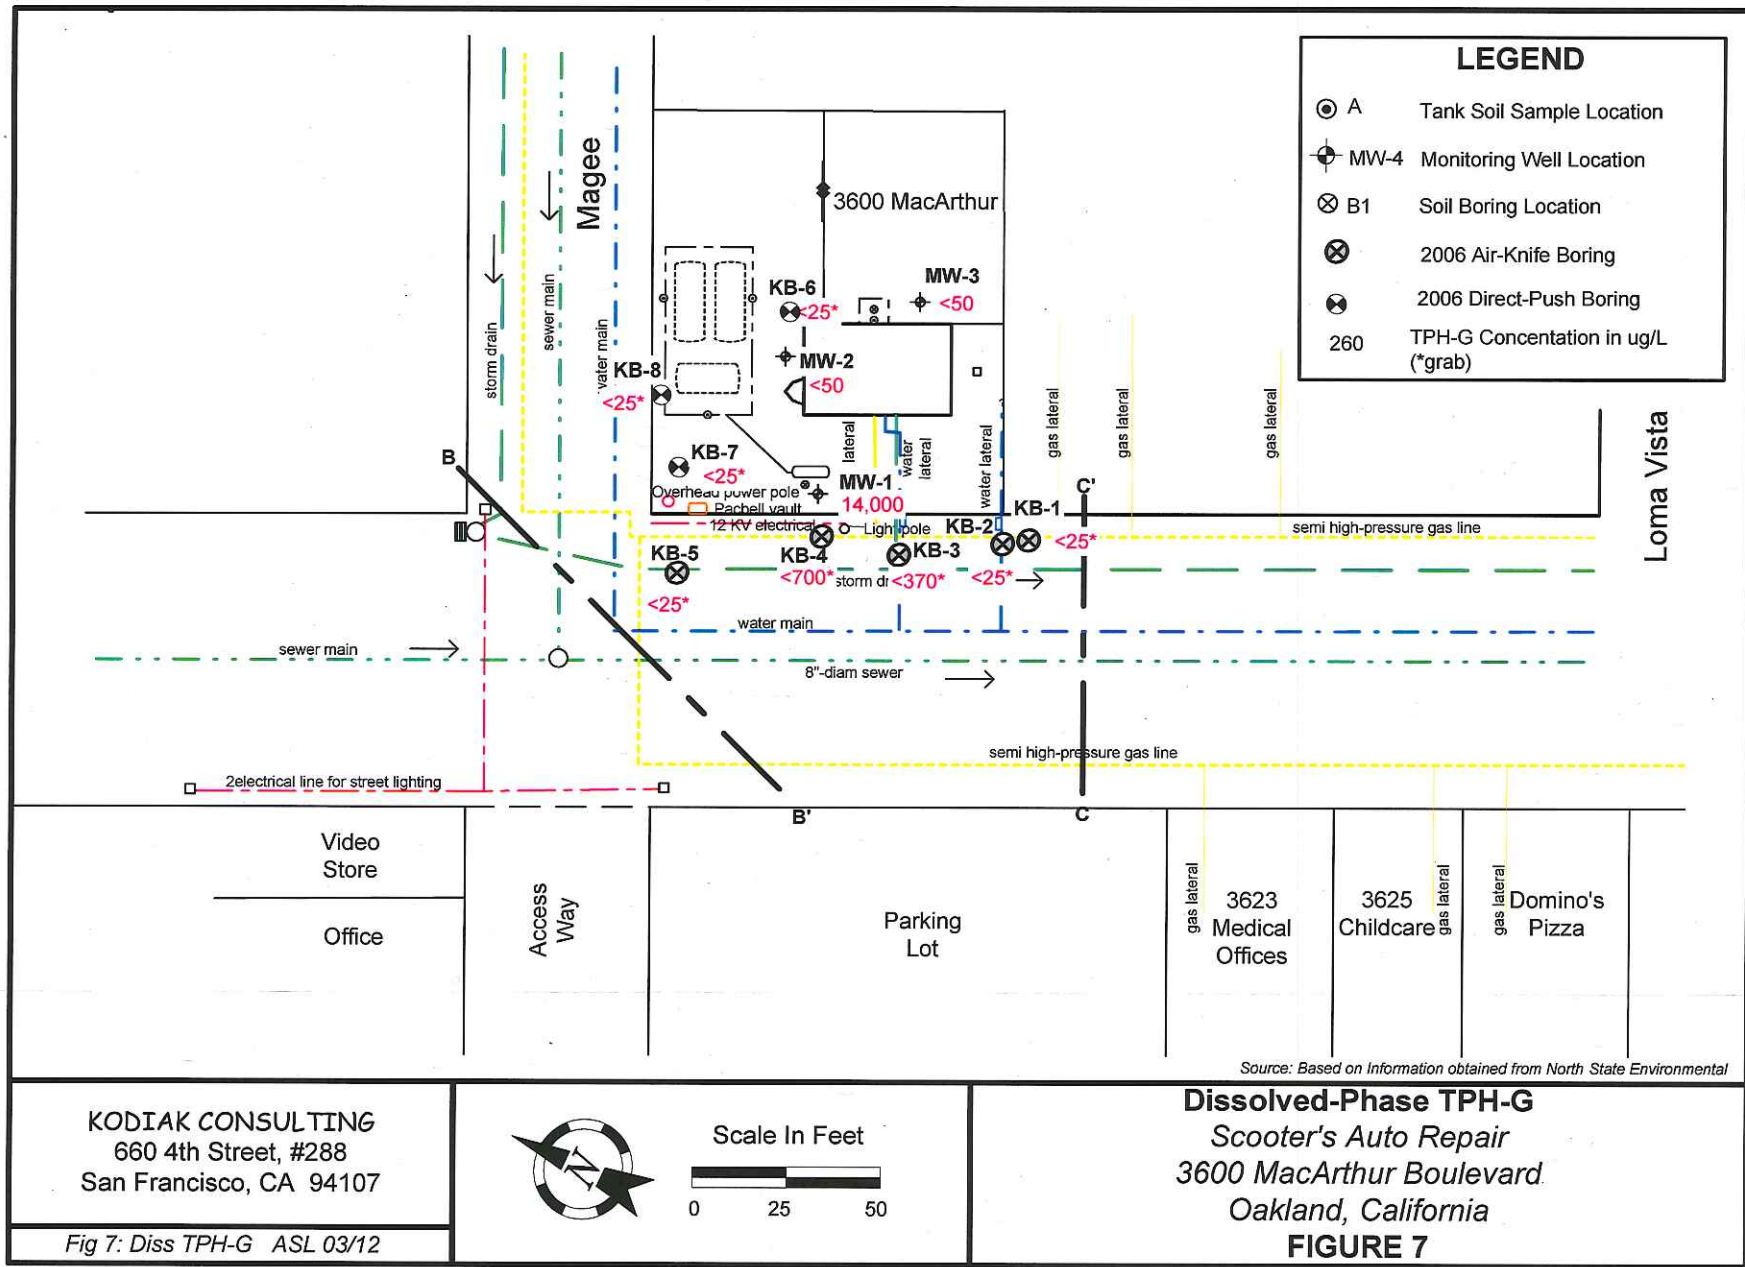 LEGEND
A Tank Soil Sample Location
MW-4 Monitoring Well Location
B1 Soil Boring Location
2006 Air-Knife Boring
2006 Direct-Push Boring
260 TPH-G Concentation in ug/L
(*grab)
Magee
storm drain
sewer main
water main
3600 MacArthur
KB-6
<25*
MW-3
<50
MW-2
<50
KB-8
<25*
KB-7
<25*
MW-1
14,000
Overhead power pole
Pacbell vault
12 KV electrical
Light pole
lateral
water
lateral
water lateral
gas lateral
gas lateral
gas lateral
Loma Vista
B
C'
KB-1
<25*
KB-2
<25*
KB-3
<370*
KB-4
<700*
KB-5
<25*
semi high-pressure gas line
storm dr
water main
sewer main
8"-diam sewer
semi high-pressure gas line
2electrical line for street lighting
B'
C
Video
Store
Office
Access
Way
Parking
Lot
gas lateral
3623
Medical
Offices
3625
Childcare
gas lateral
gas lateral
Domino's
Pizza
Source: Based on Information obtained from North State Environmental
KODIAK CONSULTING
660 4th Street, #288
San Francisco, CA 94107
Fig 7: Diss TPH-G ASL 03/12
N
Scale In Feet
0 25 50
Dissolved-Phase TPH-G
Scooter's Auto Repair
3600 MacArthur Boulevard
Oakland, California
FIGURE 7